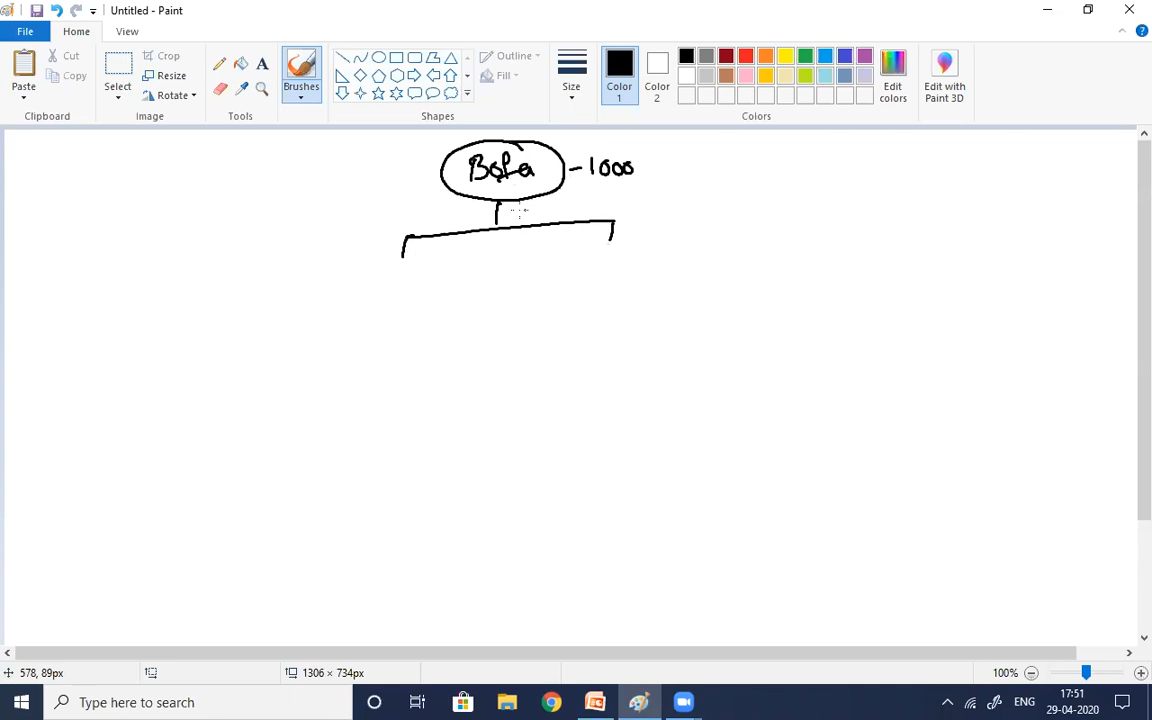 Untitled - Paint
File Home View
Paste
Cut
Copy
Clipboard
Select
Crop
Resize
Rotate
Image
Tools
Brushes
Shapes
Outline
Fill
Size
Color 1
Color 2
Edit colors
Edit with Paint 3D
Colors
BofA - 1000
578, 89px
1306 × 734px
100%
Type here to search
ENG
17:51
29-04-2020